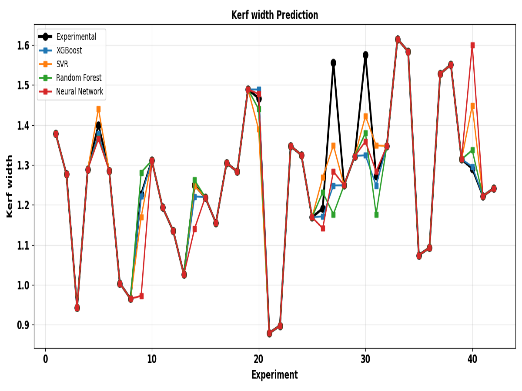 Kerf width Prediction
Experimental
XGBoost
SVR
Random Forest
Neural Network
1.6
1.5
1.4
1.3
1.2
1.1
1.0
0.9
Kerf width
0
10
20
30
40
Experiment